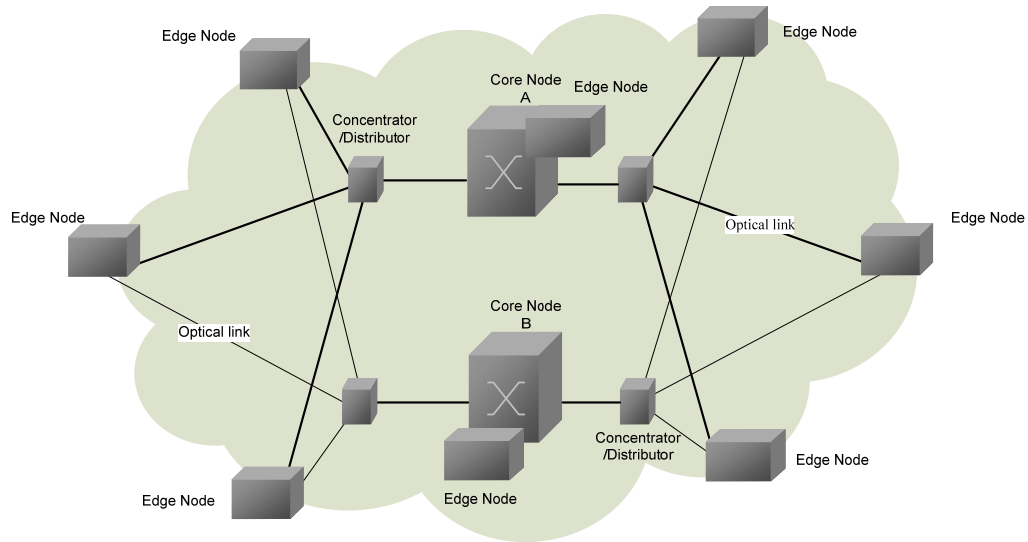 Edge Node
Edge Node
Core Node
A
Edge Node
Concentrator
/Distributor
Edge Node
Edge Node
Optical link
Core Node
B
Optical link
Concentrator
/Distributor
Edge Node
Edge Node
Edge Node